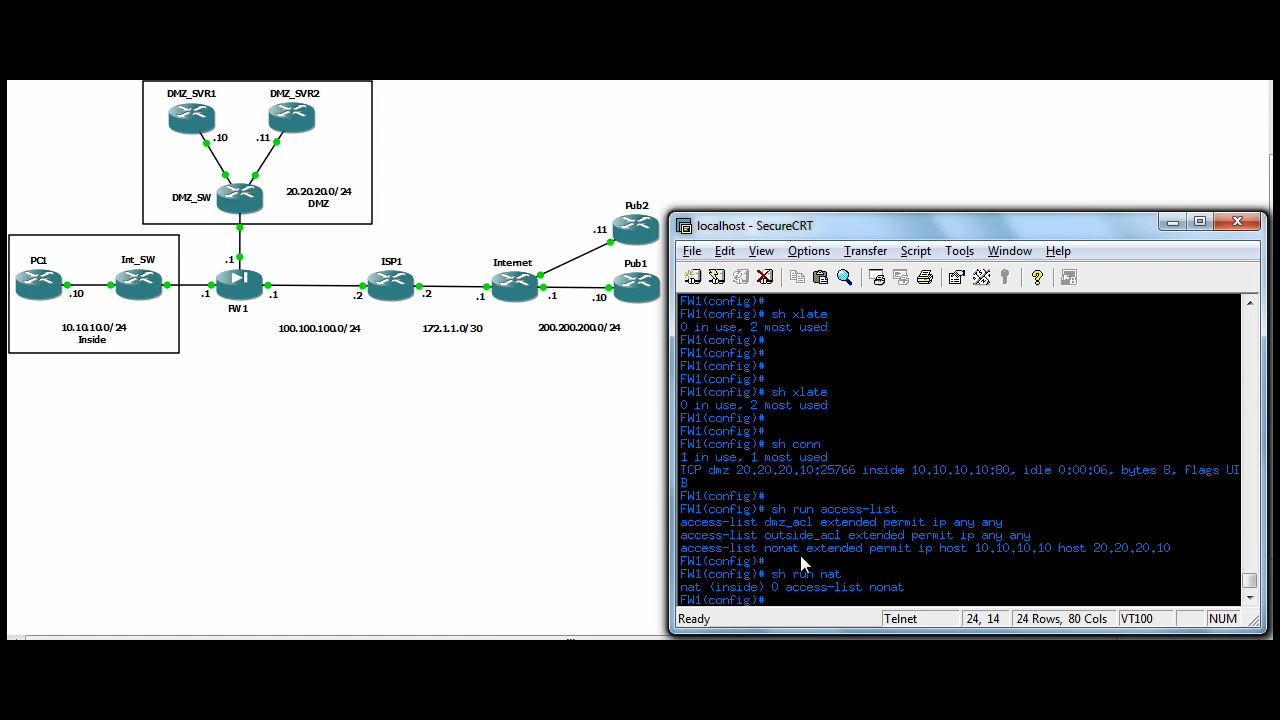 DMZ_SVR1
DMZ_SVR2
.10
.11
DMZ_SW
20.20.20.0/ 24
DMZ
.1
PC1
Int_SW
.10
.1
FW1
.1
10.10.10.0/ 24
Inside
ISP1
.2
.2
100.100.100.0/ 24
172.1.1.0/ 30
Internet
.1
.1
Pub2
.11
Pub1
.10
200.200.200.0/ 24
localhost - SecureCRT
File Edit View Options Transfer Script Tools Window Help
FW1(config)#
FW1(config)# sh xlate
0 in use, 2 most used
FW1(config)#
FW1(config)#
FW1(config)#
FW1(config)#
FW1(config)# sh xlate
0 in use, 2 most used
FW1(config)#
FW1(config)#
FW1(config)# sh conn
1 in use, 1 most used
TCP dmz 20.20.20.10:25766 inside 10.10.10.10:80, idle 0:00:06, bytes 8, flags UI
B
FW1(config)#
FW1(config)# sh run access-list
access-list dmz_acl extended permit ip any any
access-list outside_acl extended permit ip any any
access-list nonat extended permit ip host 10.10.10.10 host 20.20.20.10
FW1(config)#
FW1(config)# sh run nat
nat (inside) 0 access-list nonat
FW1(config)#
Ready Telnet 24, 14 24 Rows, 80 Cols VT100 NUM